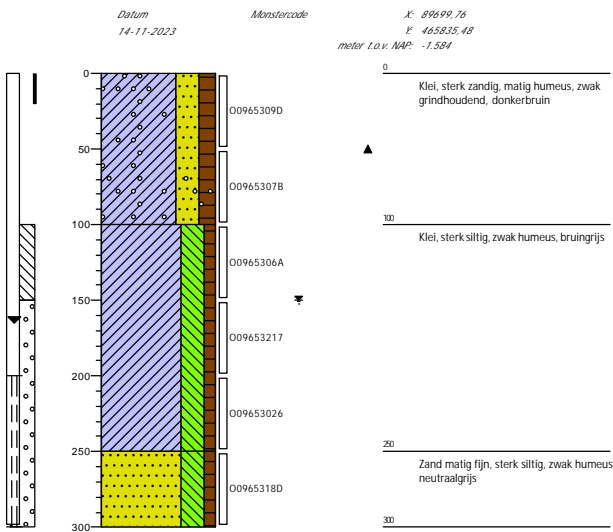 Datum
14-11-2023
Monstercode
X: 89699,76
Y: 465835,48
meter t.o.v. NAP: -1.584
0
50
100
150
200
250
300
O0965309D
O0965307B
O0965306A
O09653217
O09653026
O0965318D
0
Klei, sterk zandig, matig humeus, zwak
grindhoudend, donkerbruin
100
Klei, sterk siltig, zwak humeus, bruingrijs
250
Zand matig fijn, sterk siltig, zwak humeus
neutraalgrijs
300